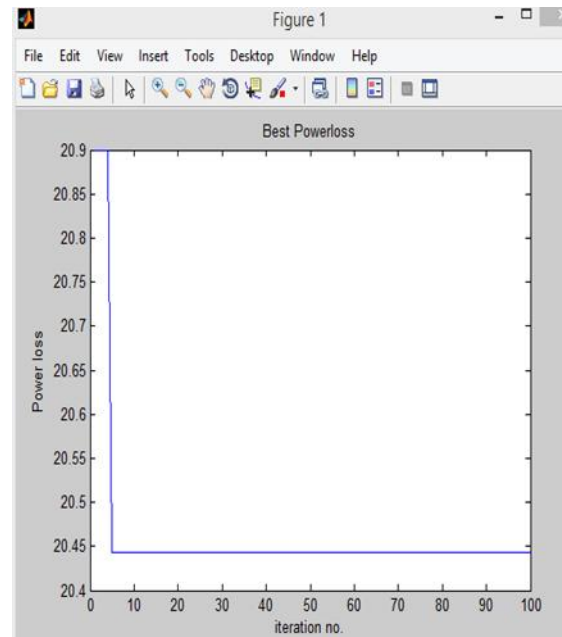 Figure 1
File Edit View Insert Tools Desktop Window Help
Best Powerloss
20.9
20.85
20.8
20.75
20.7
20.65
20.6
20.55
20.5
20.45
20.4
Power loss
0 10 20 30 40 50 60 70 80 90 100
iteration no.